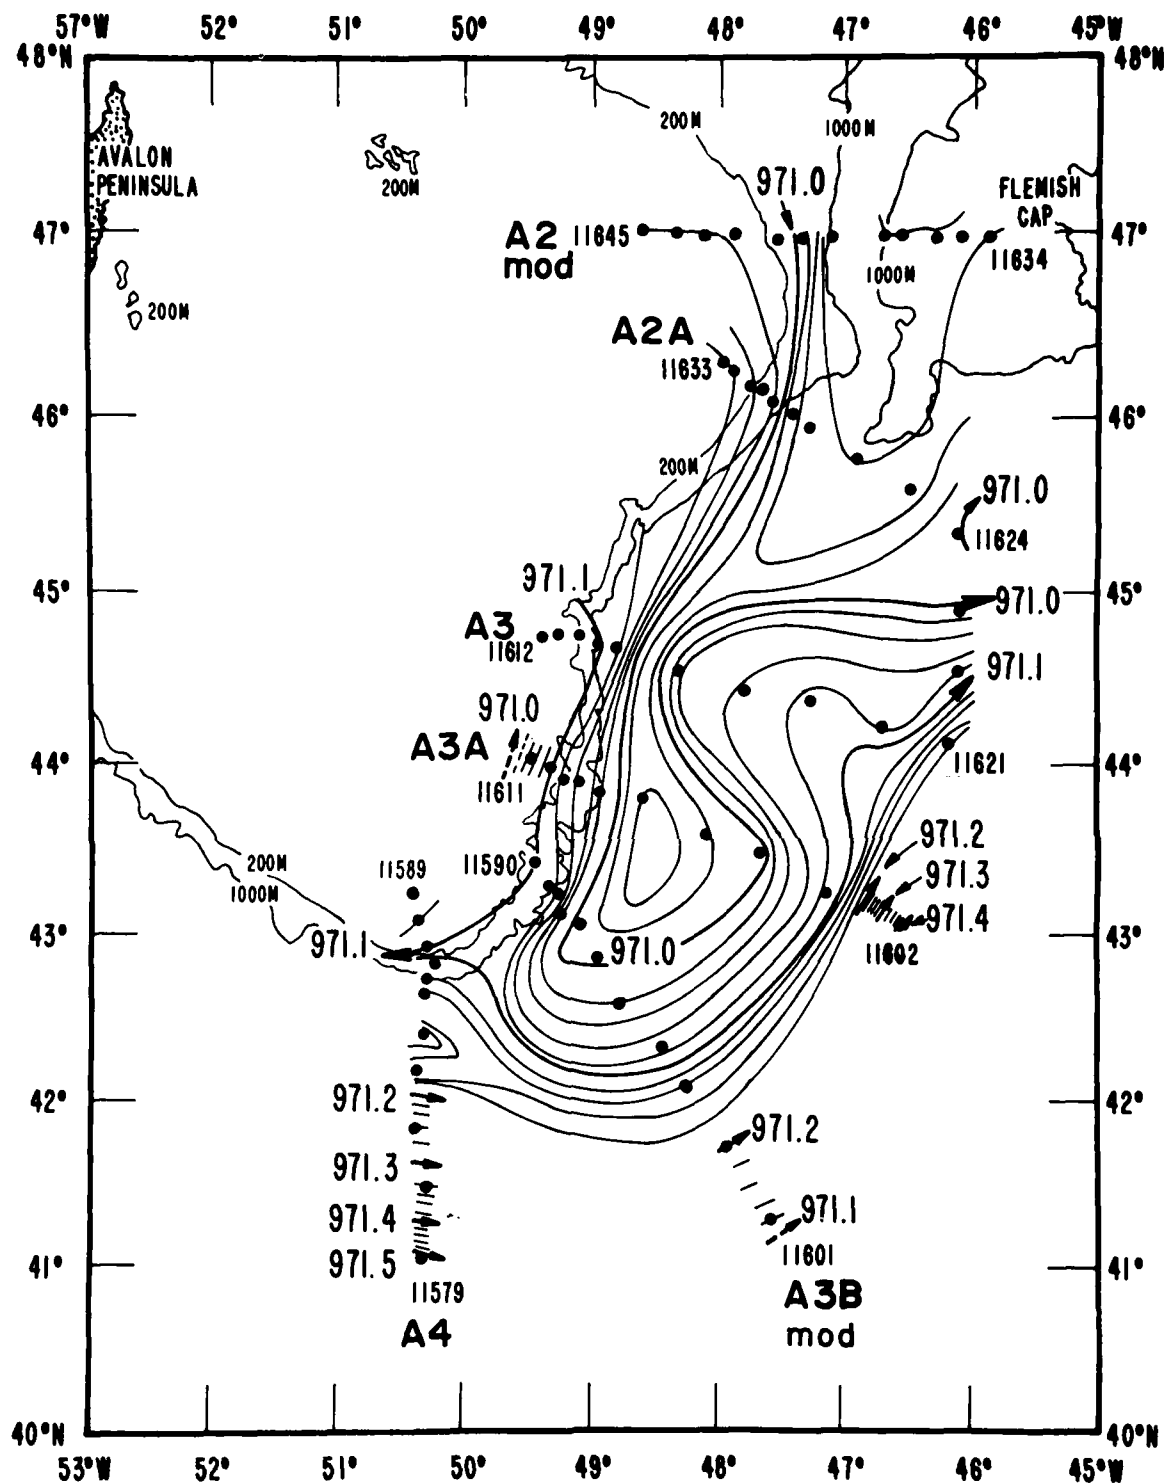 57°W 52° 50° 49° 48° 47° 46° 45°W
48°N 48°N
200M
1000M
AVALON
PENINSULA
200M
971.0
FLEMISH
CAP
47° 47°
A2
mod
11645
11634
1000M
200M
A2A
11633
46° 46°
200M
971.0
11624
971.1
45° 45°
971.0
A3
11612
971.1
971.0
A3A
11611
44° 44°
11621
971.2
200M
1000M
11589
11590
971.3
971.4
43° 43°
971.1
971.0
11602
42° 42°
971.2
971.2
971.3
971.4
971.1
971.5
11601
41° 41°
11579
A3B
mod
A4
40°N 40°N
53°W 52° 51° 50° 49° 48° 47° 46° 45°W